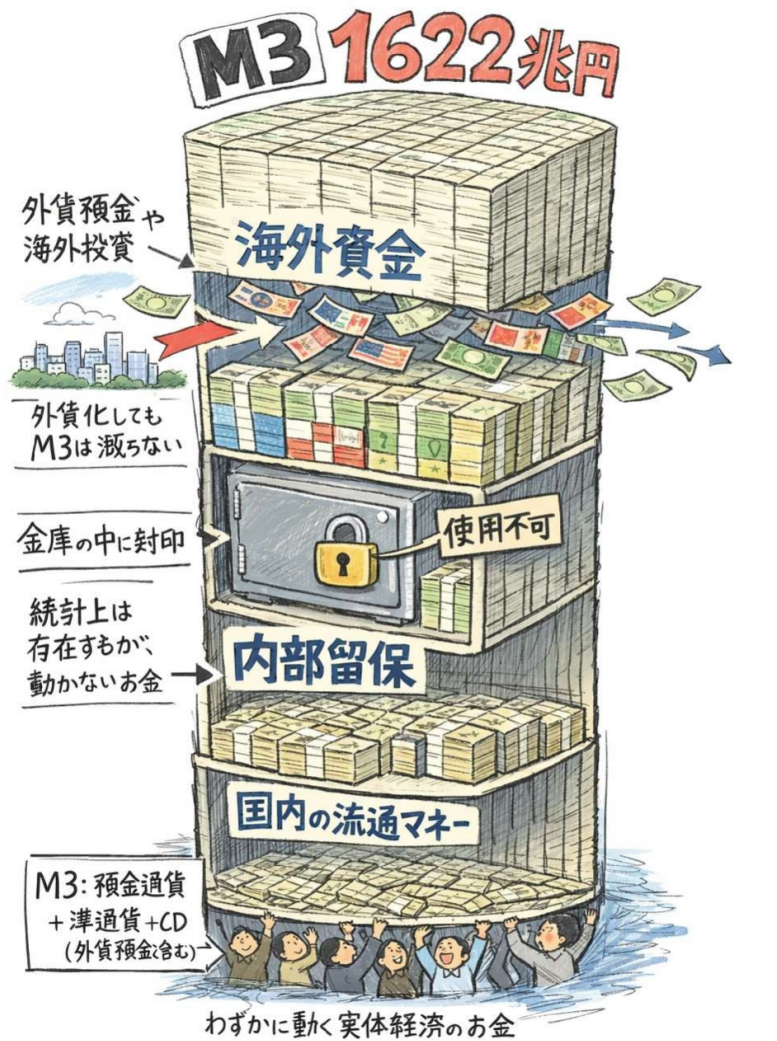 M3 1622兆円
外貨預金や
海外投資
海外資金
外貨化しても
M3は減らない
金庫の中に封印
使用不可
統計上は
存在すもが、
動かないお金
内部留保
国内の流通マネー
M3:預金通貨
+準通貨+CD
(外貨預金含む)
わずかに動く実体経済のお金